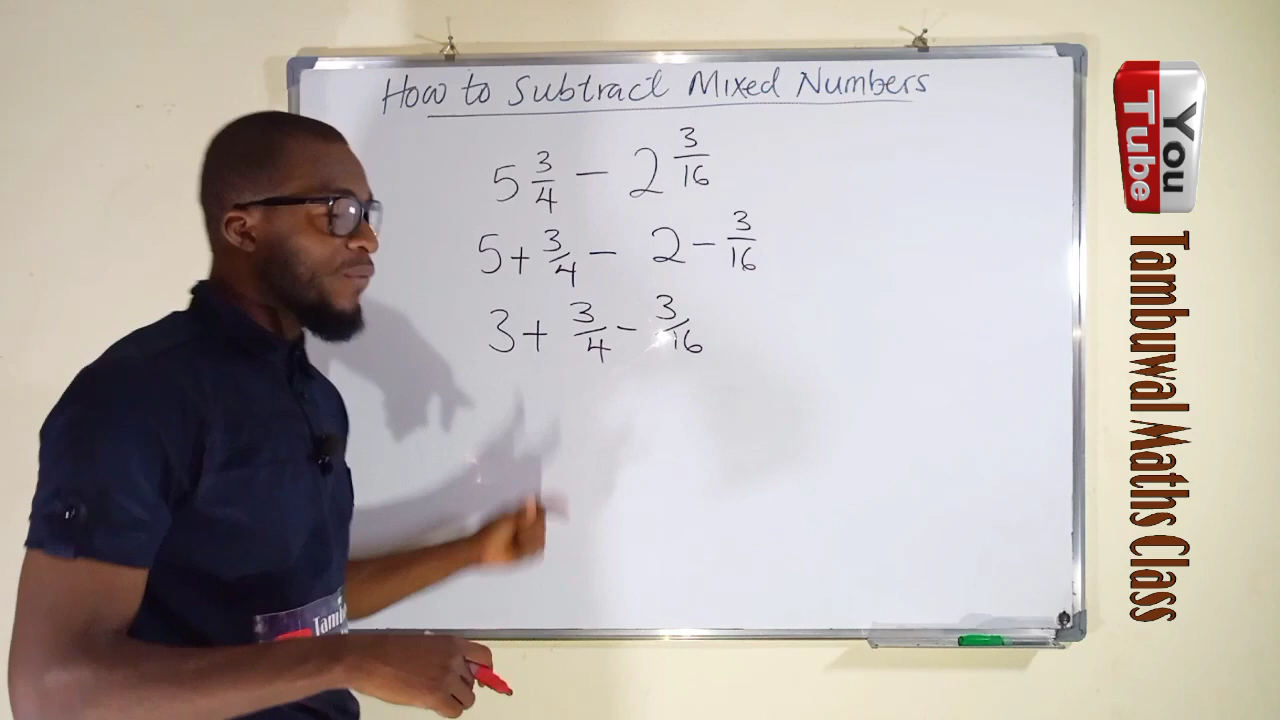 How to Subtract Mixed Numbers
5 3/4 - 2 3/16
5 + 3/4 - 2 - 3/16
3 + 3/4 - 3/16
You
Tube
Tambuwal Maths Class